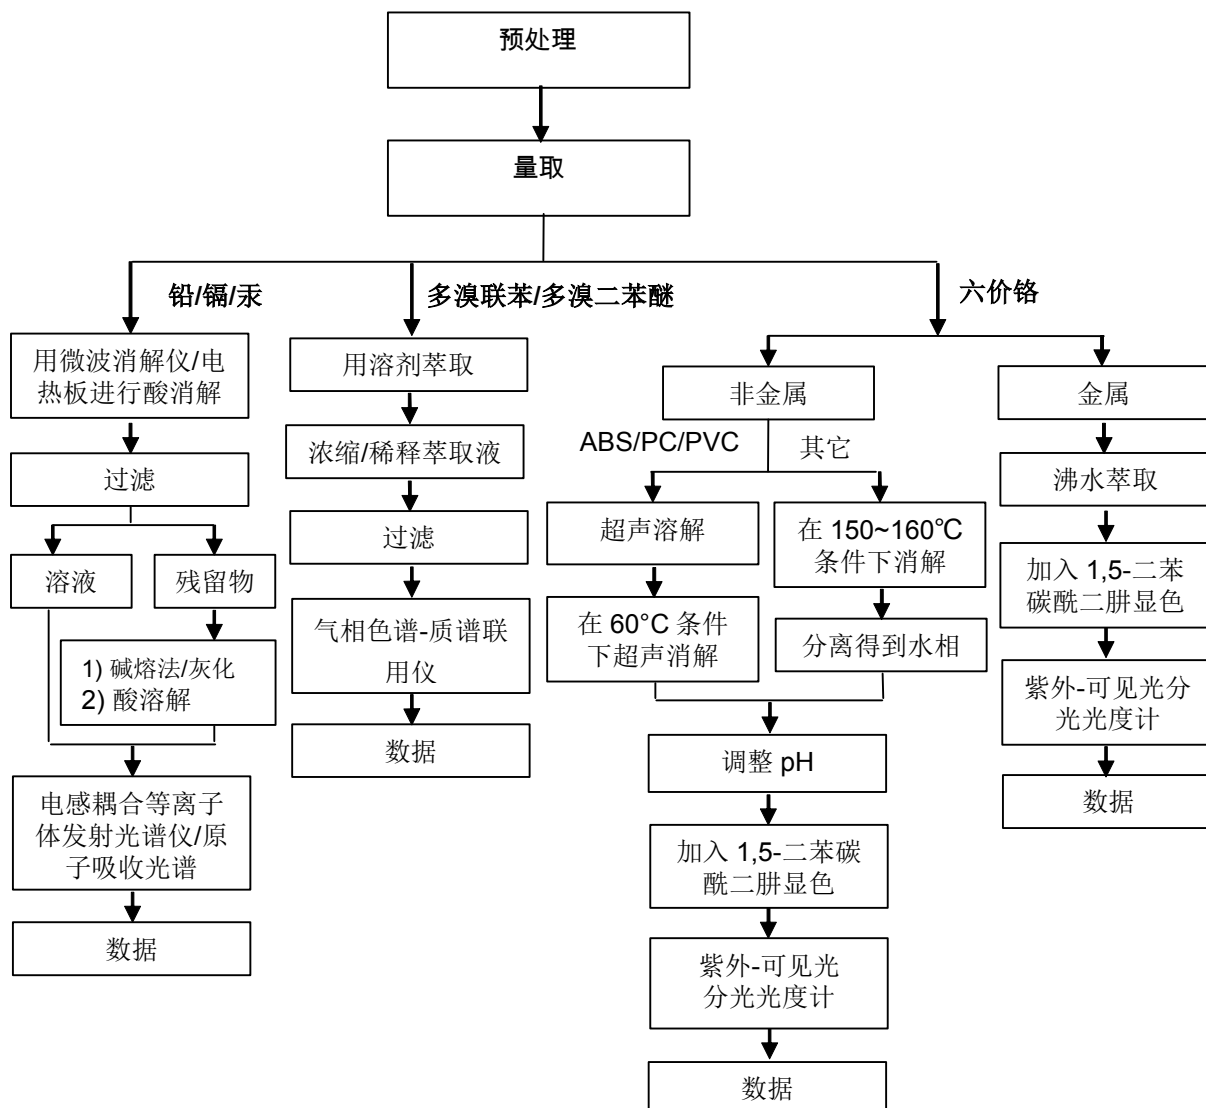 预处理
量取
铅/镉/汞
多溴联苯/多溴二苯醚
六价铬
用微波消解仪/电
热板进行酸消解
过滤
溶液
残留物
1) 碱熔法/灰化
2) 酸溶解
电感耦合等离子
体发射光谱仪/原
子吸收光谱
数据
用溶剂萃取
浓缩/稀释萃取液
过滤
气相色谱-质谱联
用仪
数据
非金属
ABS/PC/PVC
其它
超声溶解
在 60°C 条件
下超声消解
在 150~160℃
条件下消解
分离得到水相
调整 pH
加入 1,5-二苯碳
酰二肼显色
紫外-可见光
分光光度计
数据
金属
沸水萃取
加入 1,5-二苯
碳酰二肼显色
紫外-可见光分
光光度计
数据